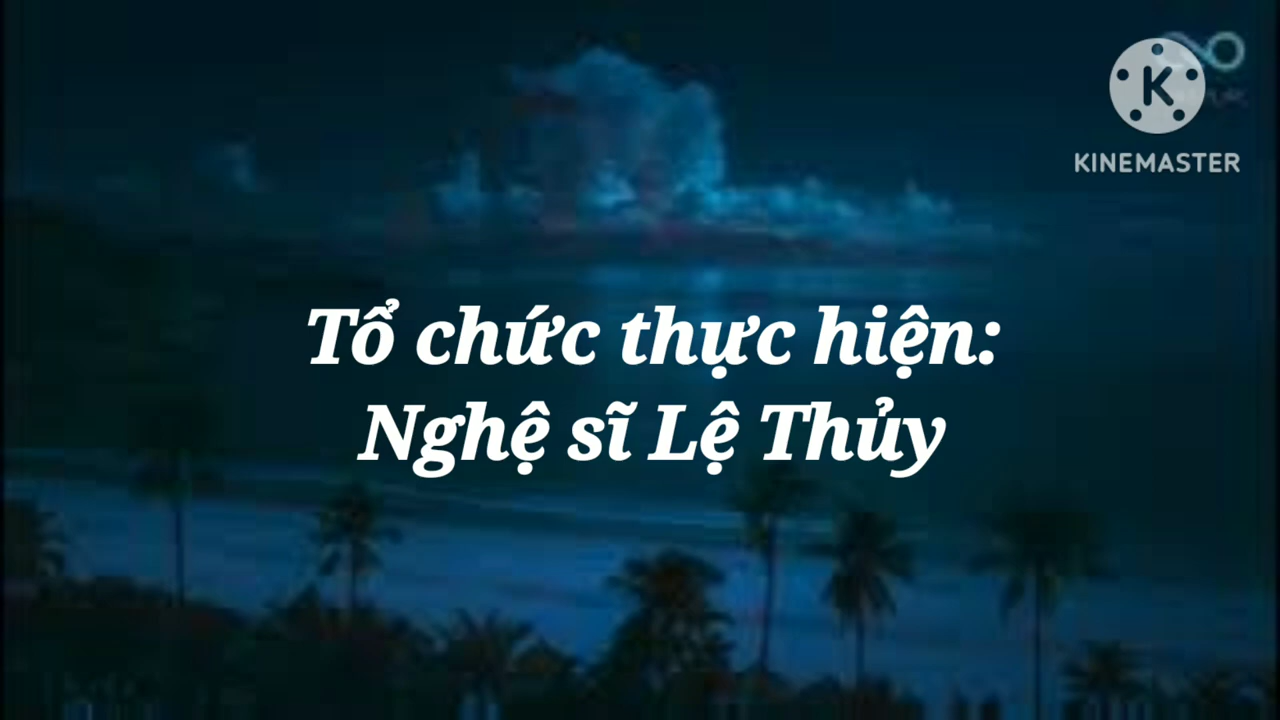 K
KINEMASTER
Tổ chức thực hiện:
Nghệ sĩ Lệ Thủy